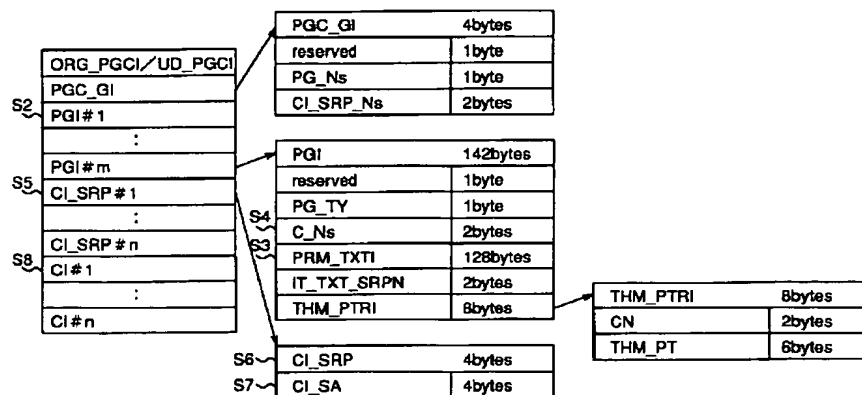 ORG_PGCI/UD_PGCI
PGC_GI
S2
PGI#1
:
PGI#m
S5
CI_SRP#1
:
CI_SRP#n
S8
CI#1
:
CI#n
PGC_GI 4bytes
reserved 1byte
PG_Ns 1byte
CI_SRP_Ns 2bytes
PGI 142bytes
reserved 1byte
PG_TY 1byte
S4
C_Ns 2bytes
S3
PRM_TXTI 128bytes
IT_TXT_SRPN 2bytes
THM_PTRI 8bytes
THM_PTRI 8bytes
CN 2bytes
THM_PT 6bytes
S6 CI_SRP 4bytes
S7 CI_SA 4bytes